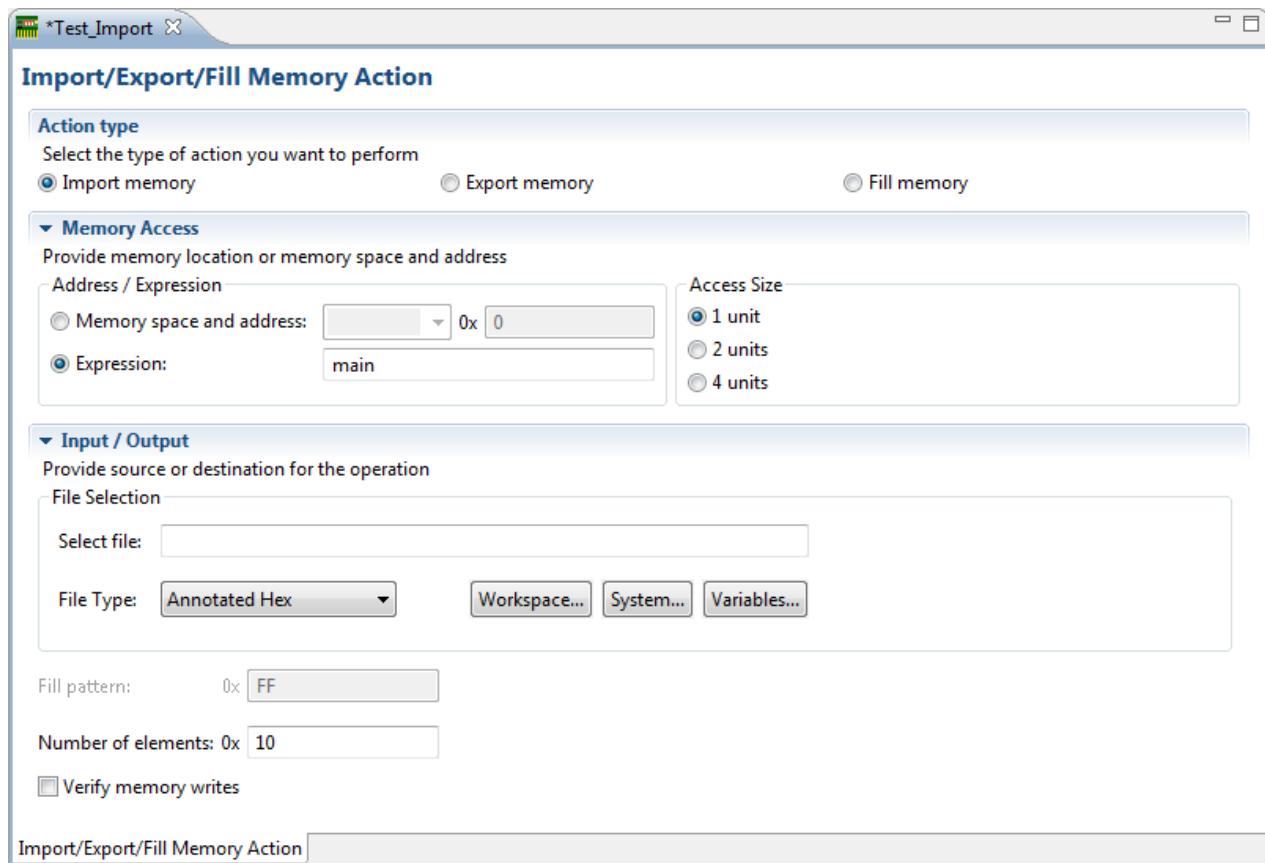 *Test_Import
Import/Export/Fill Memory Action
Action type
Select the type of action you want to perform
Import memory Export memory Fill memory
Memory Access
Provide memory location or memory space and address
Address / Expression Access Size
Memory space and address: 0x 0 1 unit
2 units
Expression: main
4 units
Input / Output
Provide source or destination for the operation
File Selection
Select file:
File Type: Annotated Hex Workspace... System... Variables...
Fill pattern: 0x FF
Number of elements: 0x 10
Verify memory writes
Import/Export/Fill Memory Action